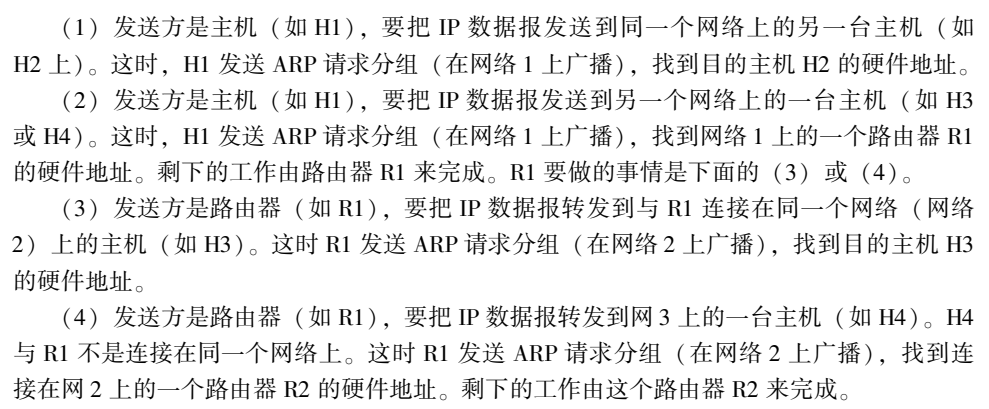 （1）发送方是主机（如 H1），要把 IP 数据报发送到同一个网络上的另一台主机（如
H2 上）。这时，H1 发送 ARP 请求分组（在网络 1 上广播），找到目的主机 H2 的硬件地址。
（2）发送方是主机（如 H1），要把 IP 数据报发送到另一个网络上的一台主机（如 H3
或 H4）。这时，H1 发送 ARP 请求分组（在网络 1 上广播），找到网络 1 上的一个路由器 R1
的硬件地址。剩下的工作由路由器 R1 来完成。R1 要做的事情是下面的（3）或（4）。
（3）发送方是路由器（如 R1），要把 IP 数据报转发到与 R1 连接在同一个网络（网络
2）上的主机（如 H3）。这时 R1 发送 ARP 请求分组（在网络 2 上广播），找到目的主机 H3
的硬件地址。
（4）发送方是路由器（如 R1），要把 IP 数据报转发到网 3 上的一台主机（如 H4）。H4
与 R1 不是连接在同一个网络上。这时 R1 发送 ARP 请求分组（在网络 2 上广播），找到连
接在网 2 上的一个路由器 R2 的硬件地址。剩下的工作由这个路由器 R2 来完成。